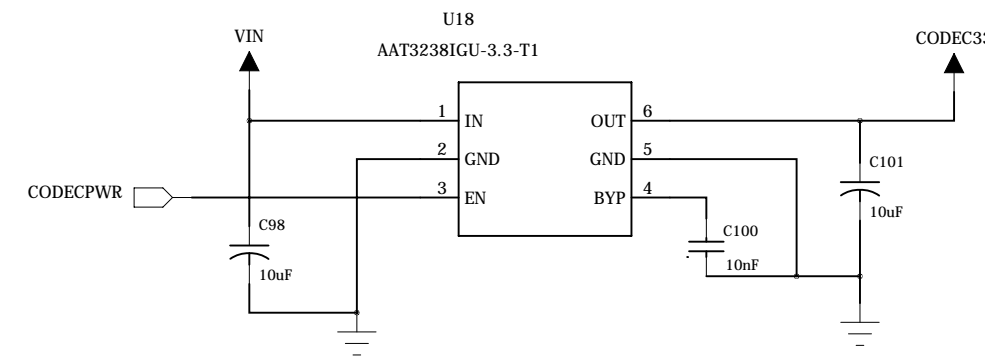 U18
AAT3238IGU-3.3-T1
VIN
CODEC33
1
IN
OUT
6
2
GND
GND
5
3
EN
BYP
4
CODECPWR
C98
10uF
C100
10nF
C101
10uF